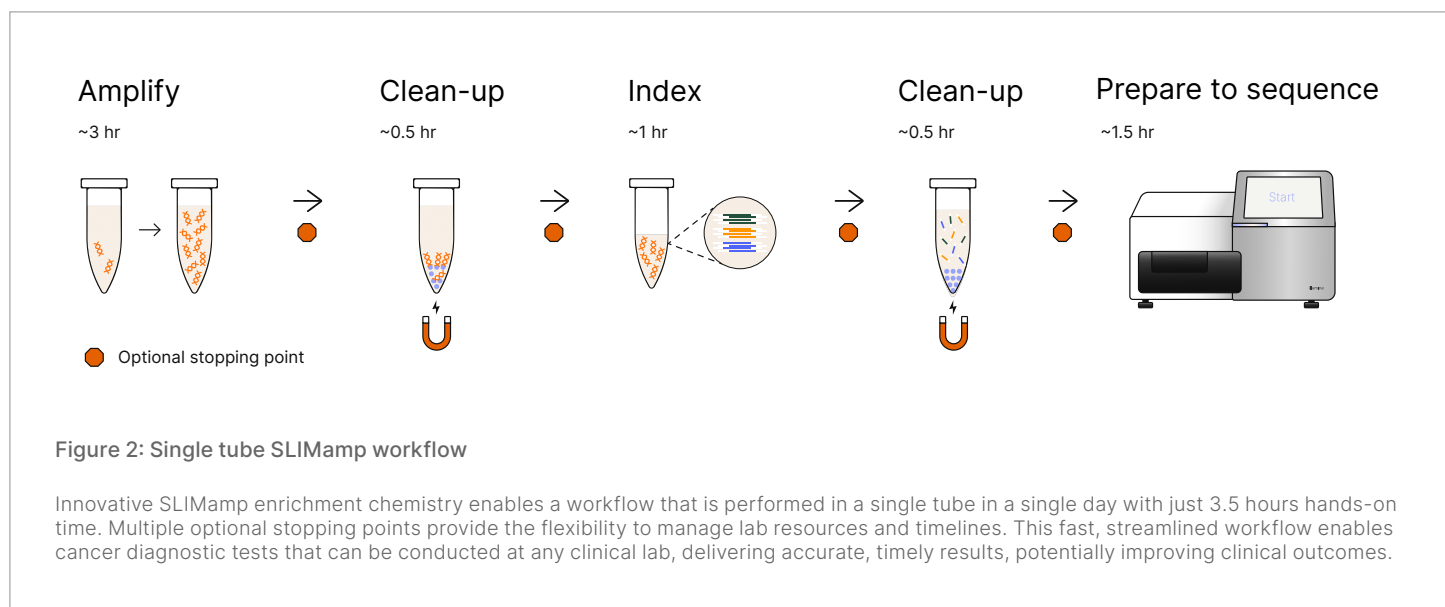 Amplify
~3 hr
Clean-up
~0.5 hr
Index
~1 hr
Clean-up
~0.5 hr
Prepare to sequence
~1.5 hr
Start
Optional stopping point
Figure 2: Single tube SLIMamp workflow
Innovative SLIMamp enrichment chemistry enables a workflow that is performed in a single tube in a single day with just 3.5 hours hands-on
time. Multiple optional stopping points provide the flexibility to manage lab resources and timelines. This fast, streamlined workflow enables
cancer diagnostic tests that can be conducted at any clinical lab, delivering accurate, timely results, potentially improving clinical outcomes.